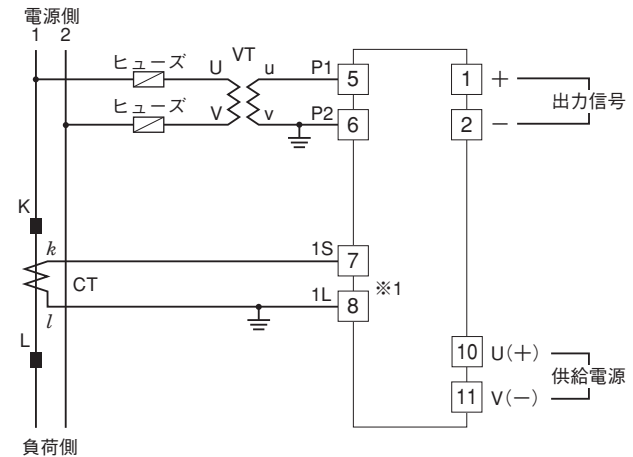 電源側
1 2
ヒューズ U VT u P1 5 1 +
出力信号
ヒューズ V v P2 6 2 −
K
k 1S 7
CT ※1
l 1L 8
L
10 U(+)
供給電源
11 V(−)
負荷側